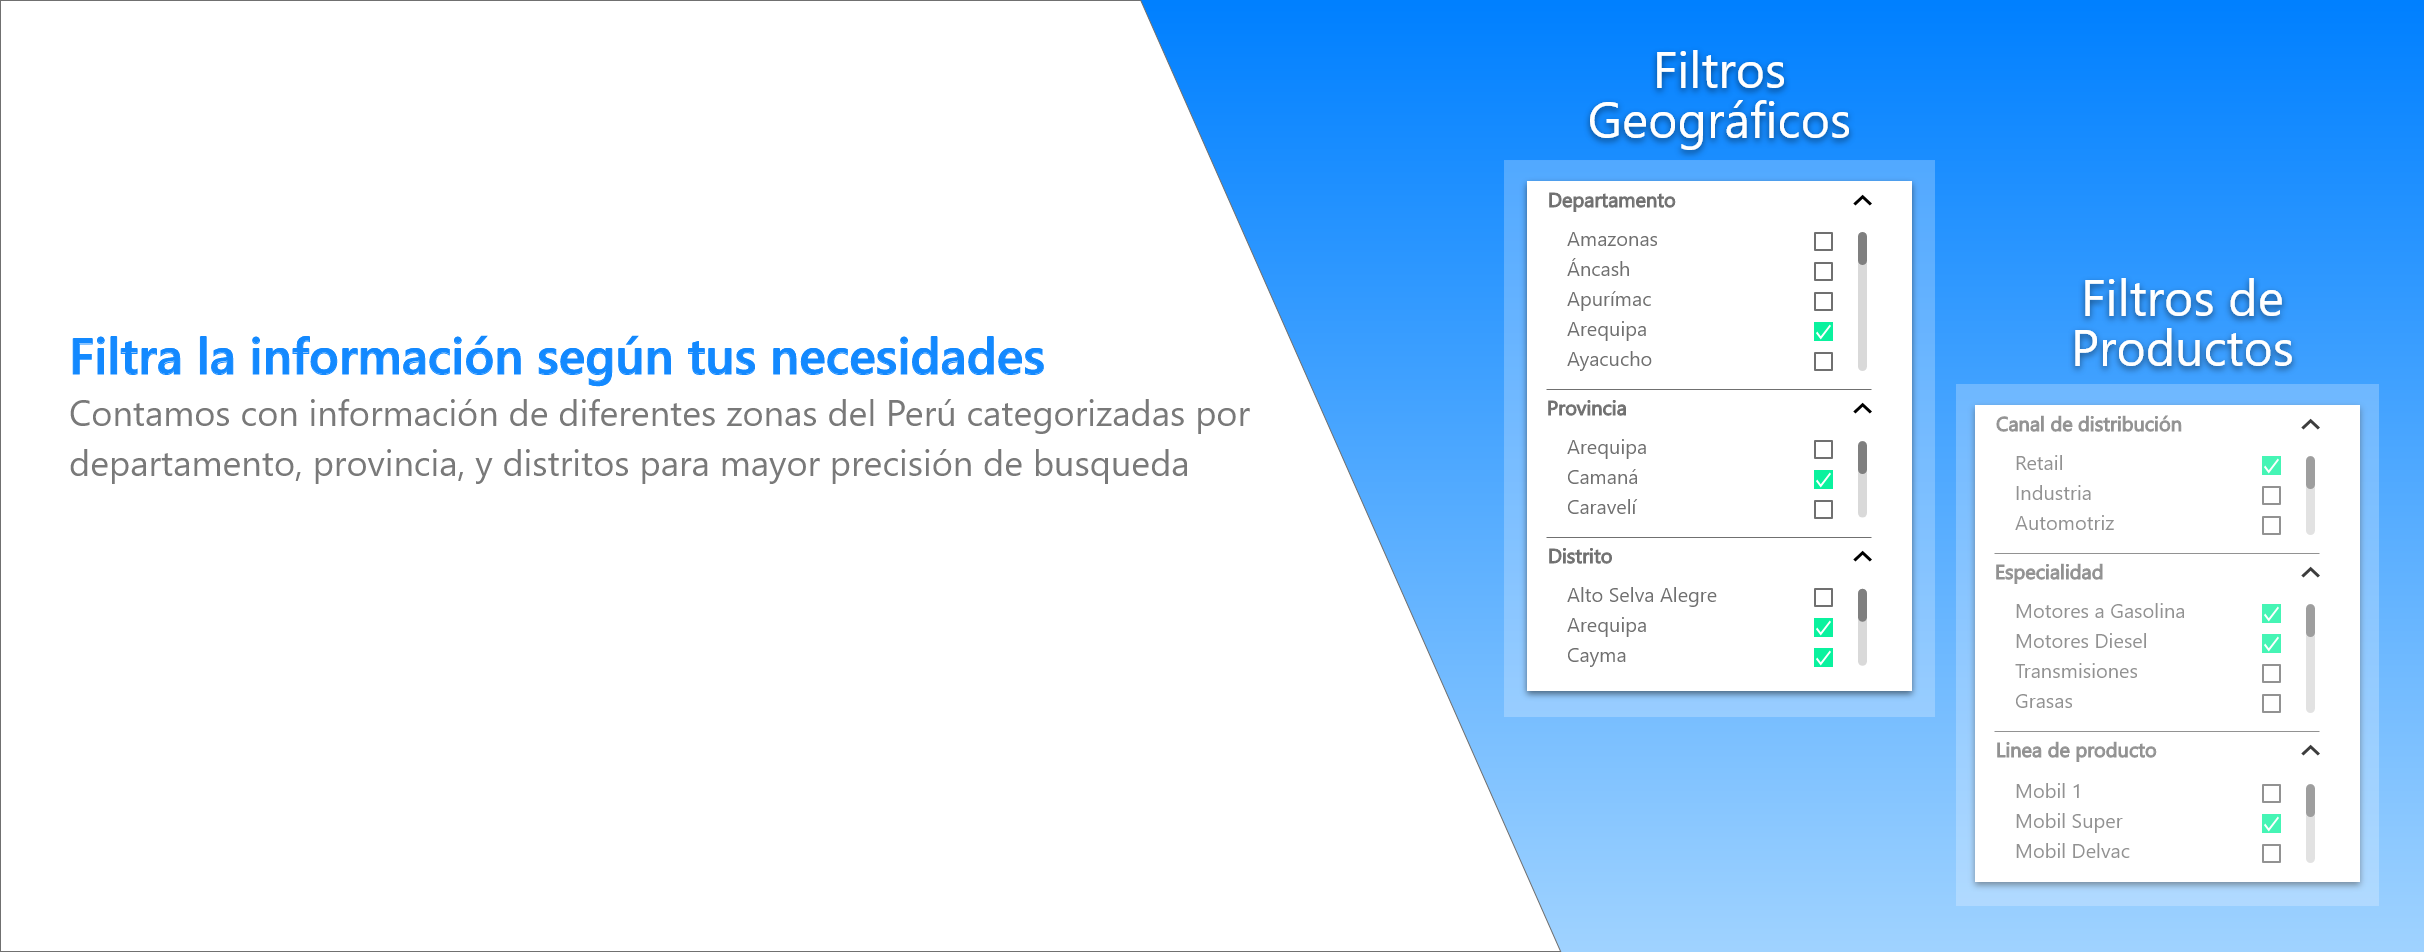 Filtra la información según tus necesidades
Contamos con información de diferentes zonas del Perú categorizadas por
departamento, provincia, y distritos para mayor precisión de busqueda
Filtros
Geográficos
Departamento
Amazonas
Áncash
Apurímac
Arequipa
Ayacucho
Provincia
Arequipa
Camaná
Caravelí
Distrito
Alto Selva Alegre
Arequipa
Cayma
Filtros de
Productos
Canal de distribución
Retail
Industria
Automotriz
Especialidad
Motores a Gasolina
Motores Diesel
Transmisiones
Grasas
Linea de producto
Mobil 1
Mobil Super
Mobil Delvac